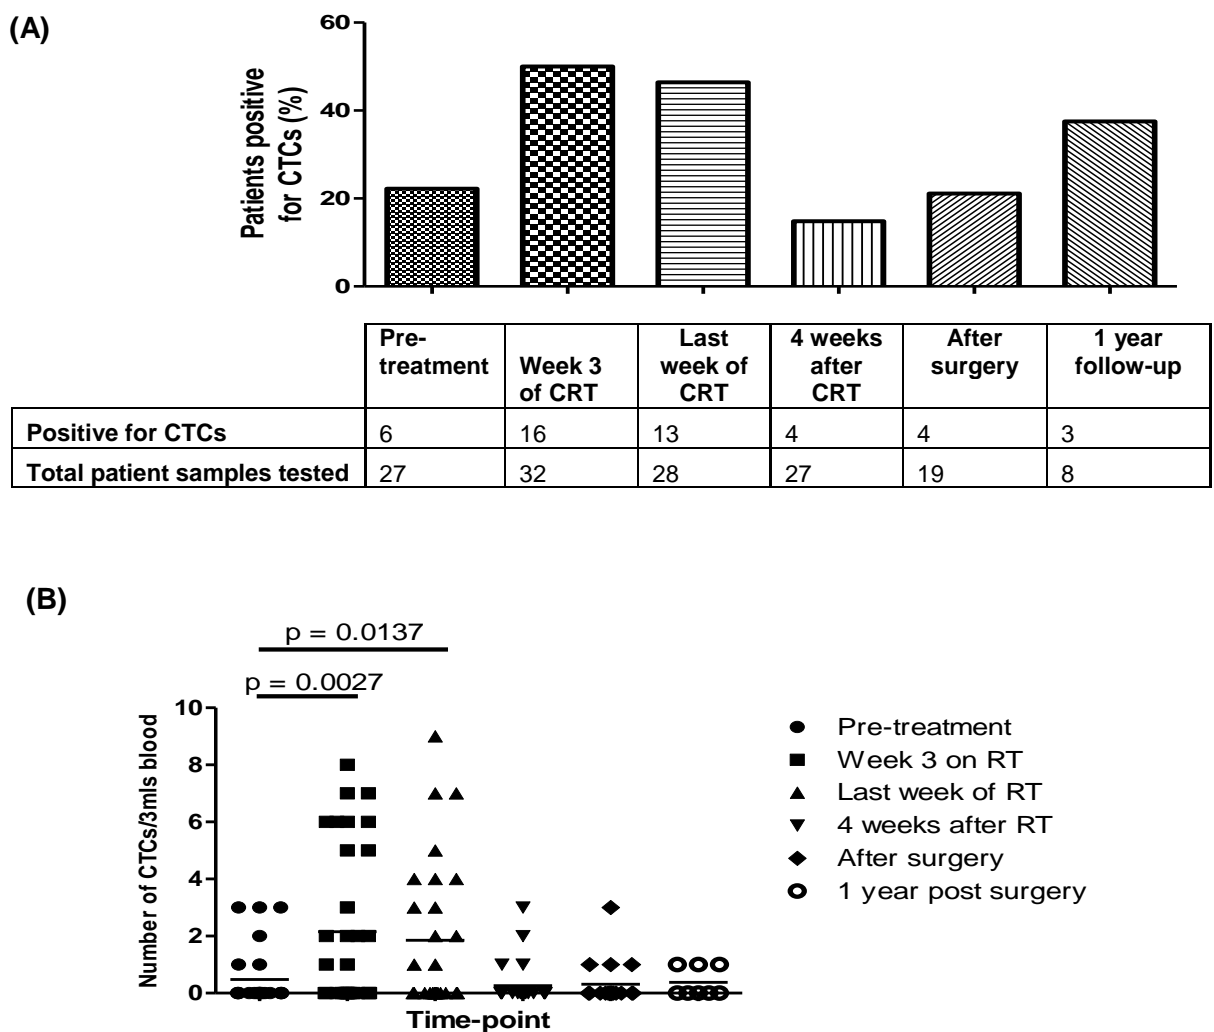 (A)
60
40
20
0
Patients positive
for CTCs (%)
Pre-
treatment
Week 3
of CRT
Last
week of
CRT
4 weeks
after
CRT
After
surgery
1 year
follow-up
Positive for CTCs 6 16 13 4 4 3
Total patient samples tested 27 32 28 27 19 8
(B)
p = 0.0137
p = 0.0027
10
8
6
4
2
0
Number of CTCs/3mls blood
Time-point
Pre-treatment
Week 3 on RT
Last week of RT
4 weeks after RT
After surgery
1 year post surgery